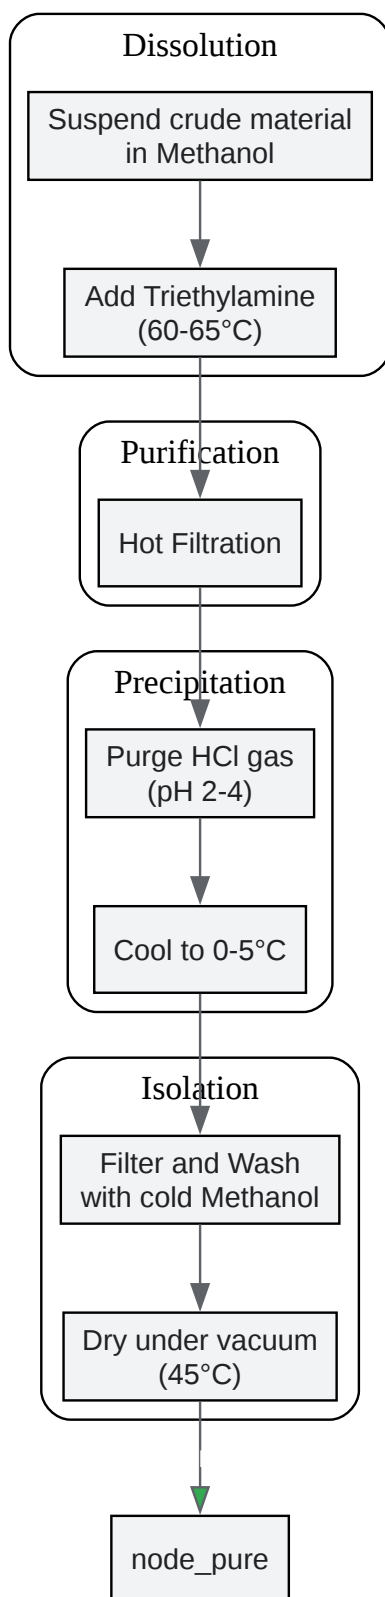 Dissolution
Suspend crude material
in Methanol
Add Triethylamine
(60-65°C)
Purification
Hot Filtration
Precipitation
Purge HCl gas
(pH 2-4)
Cool to 0-5°C
Isolation
Filter and Wash
with cold Methanol
Dry under vacuum
(45°C)
node_pure